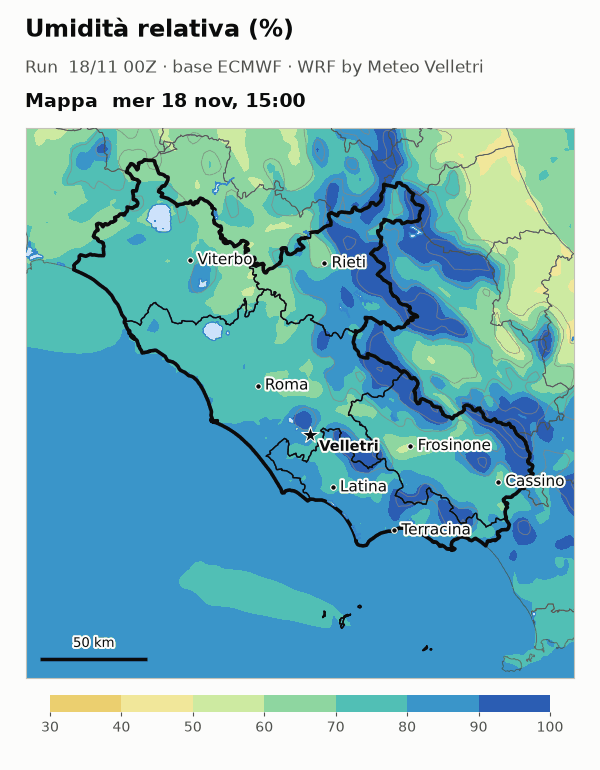 Umidità relativa (%)
Run  18/11 00Z · base ECMWF · WRF by Meteo Velletri
Mappa  mer 18 nov, 15:00
Viterbo
Rieti
Roma
Velletri
Frosinone
Cassino
Latina
Terracina
50 km
30 40 50 60 70 80 90 100